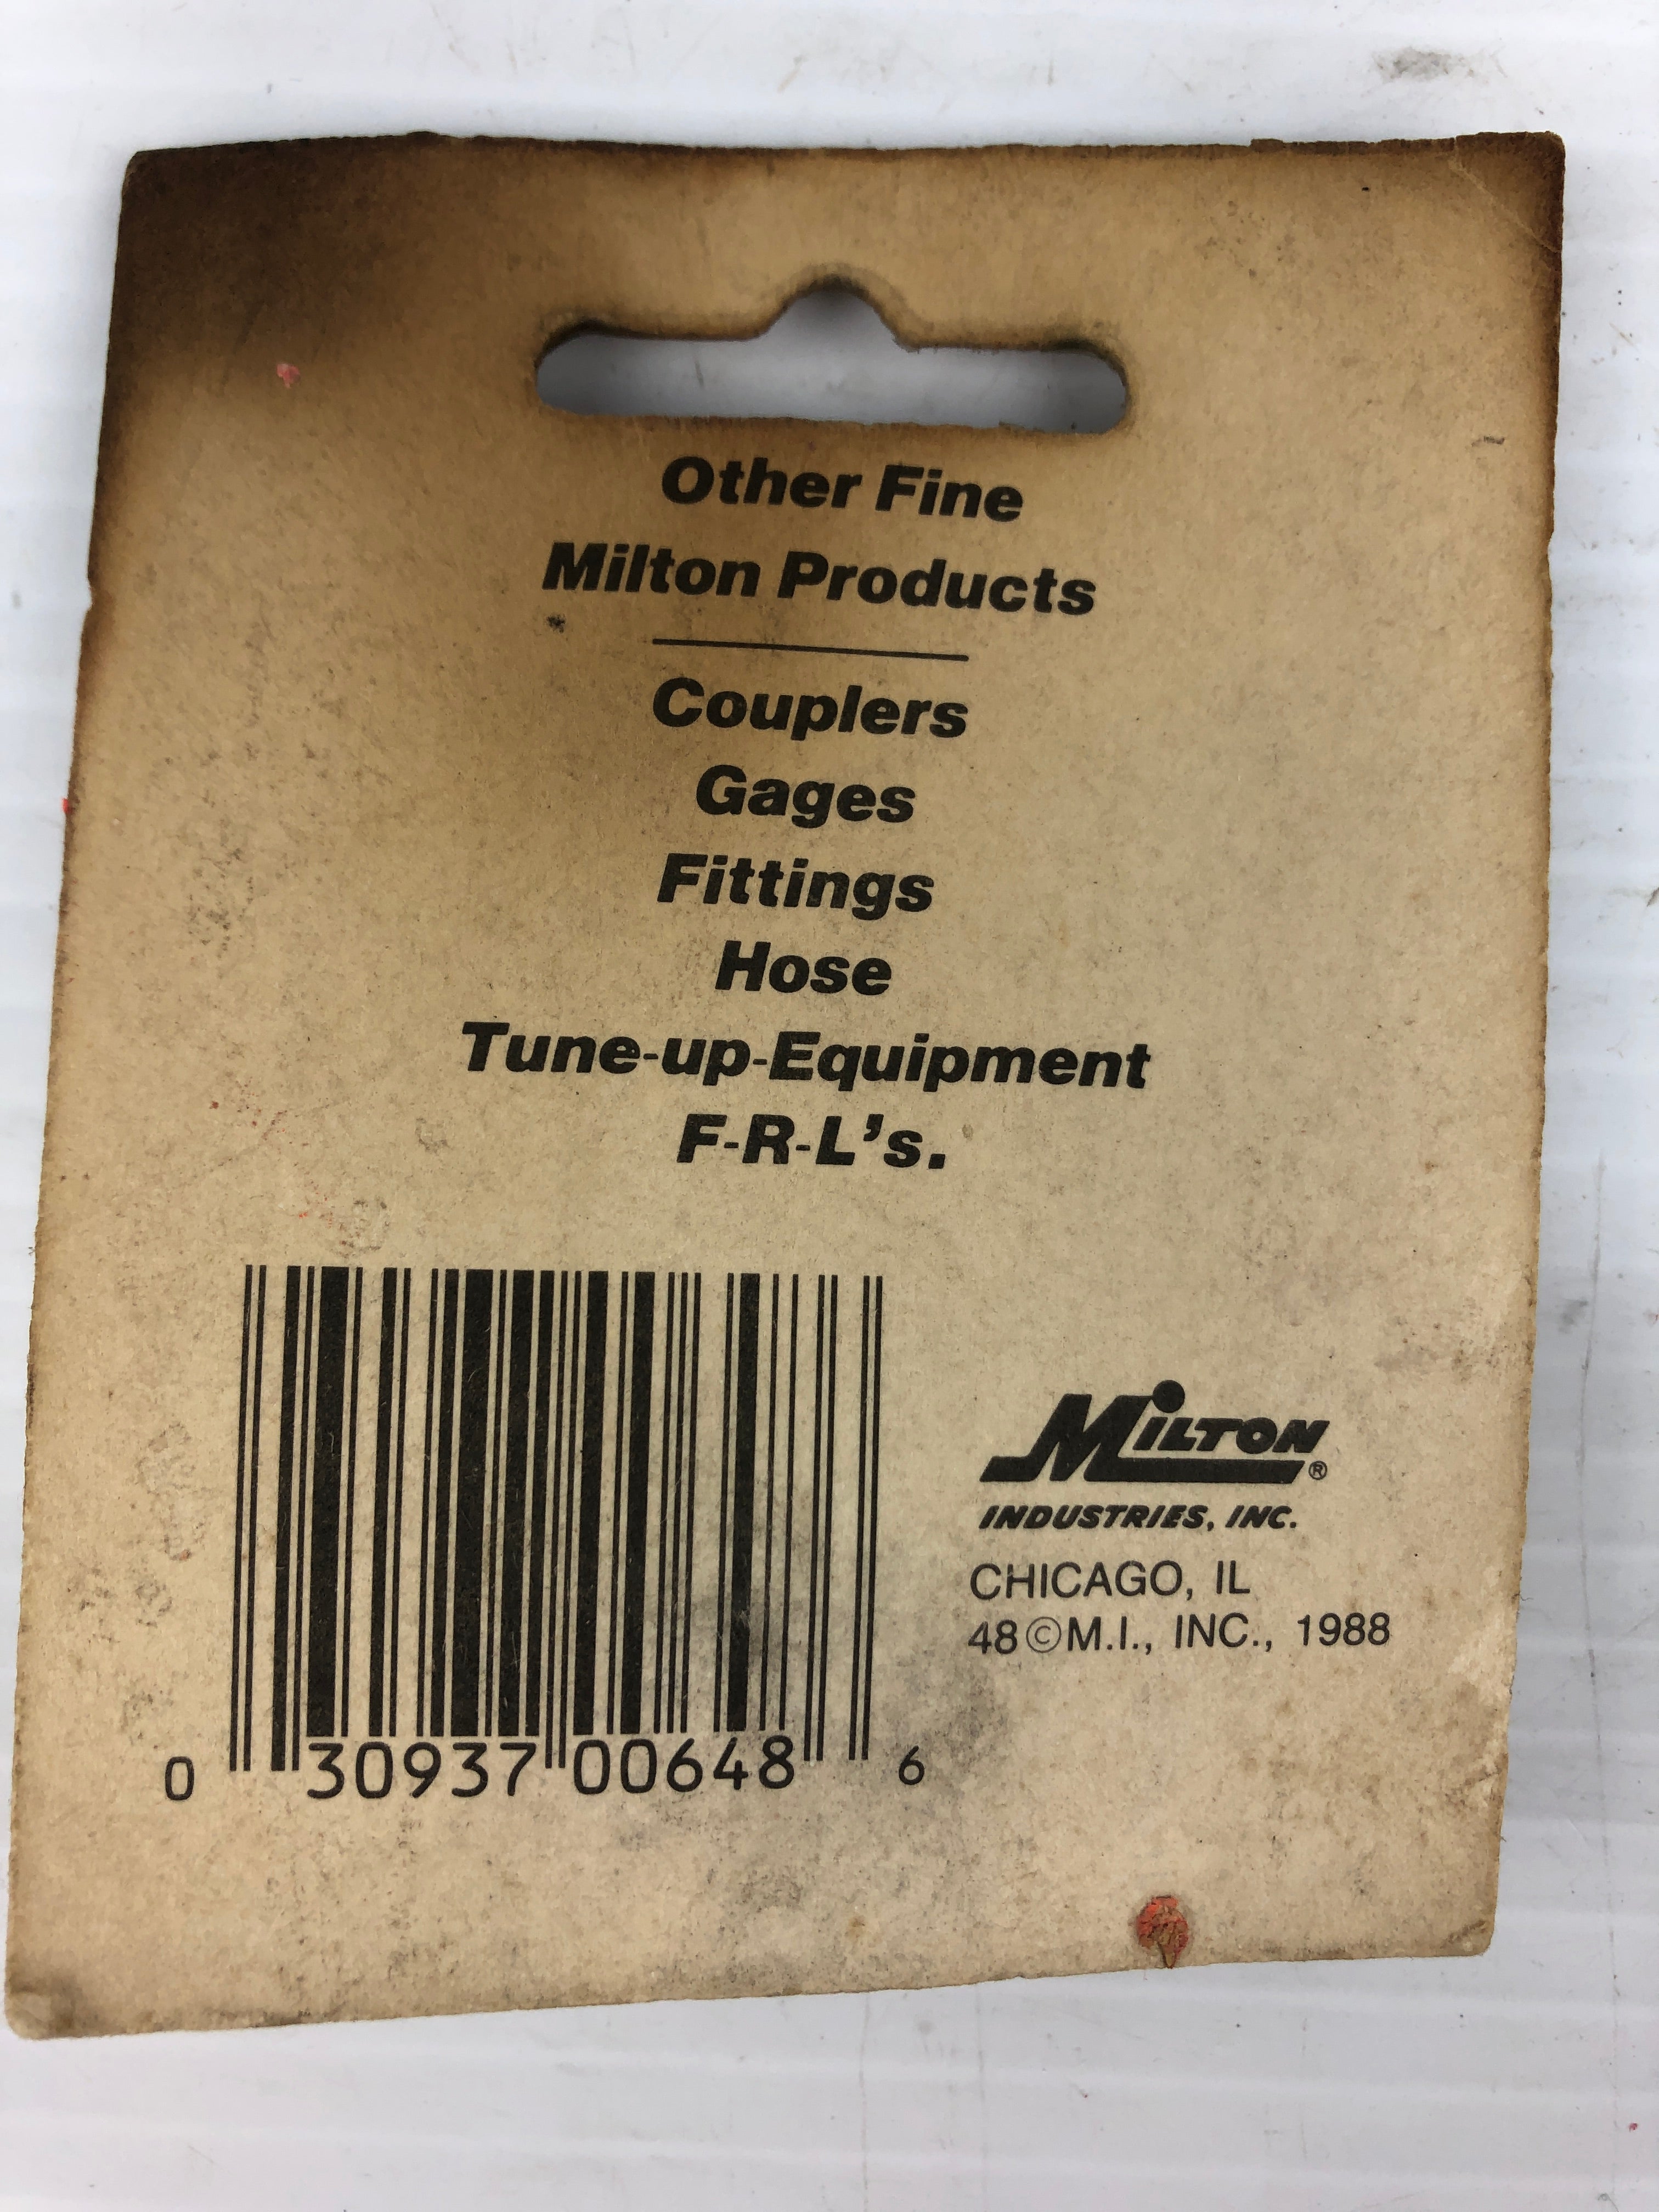 Other Fine
Milton Products
Couplers
Gages
Fittings
Hose
Tune-up-Equipment
F-R-L's.
0 30937 00648 6
MILTON®
INDUSTRIES, INC.
CHICAGO, IL
48©M.I., INC., 1988